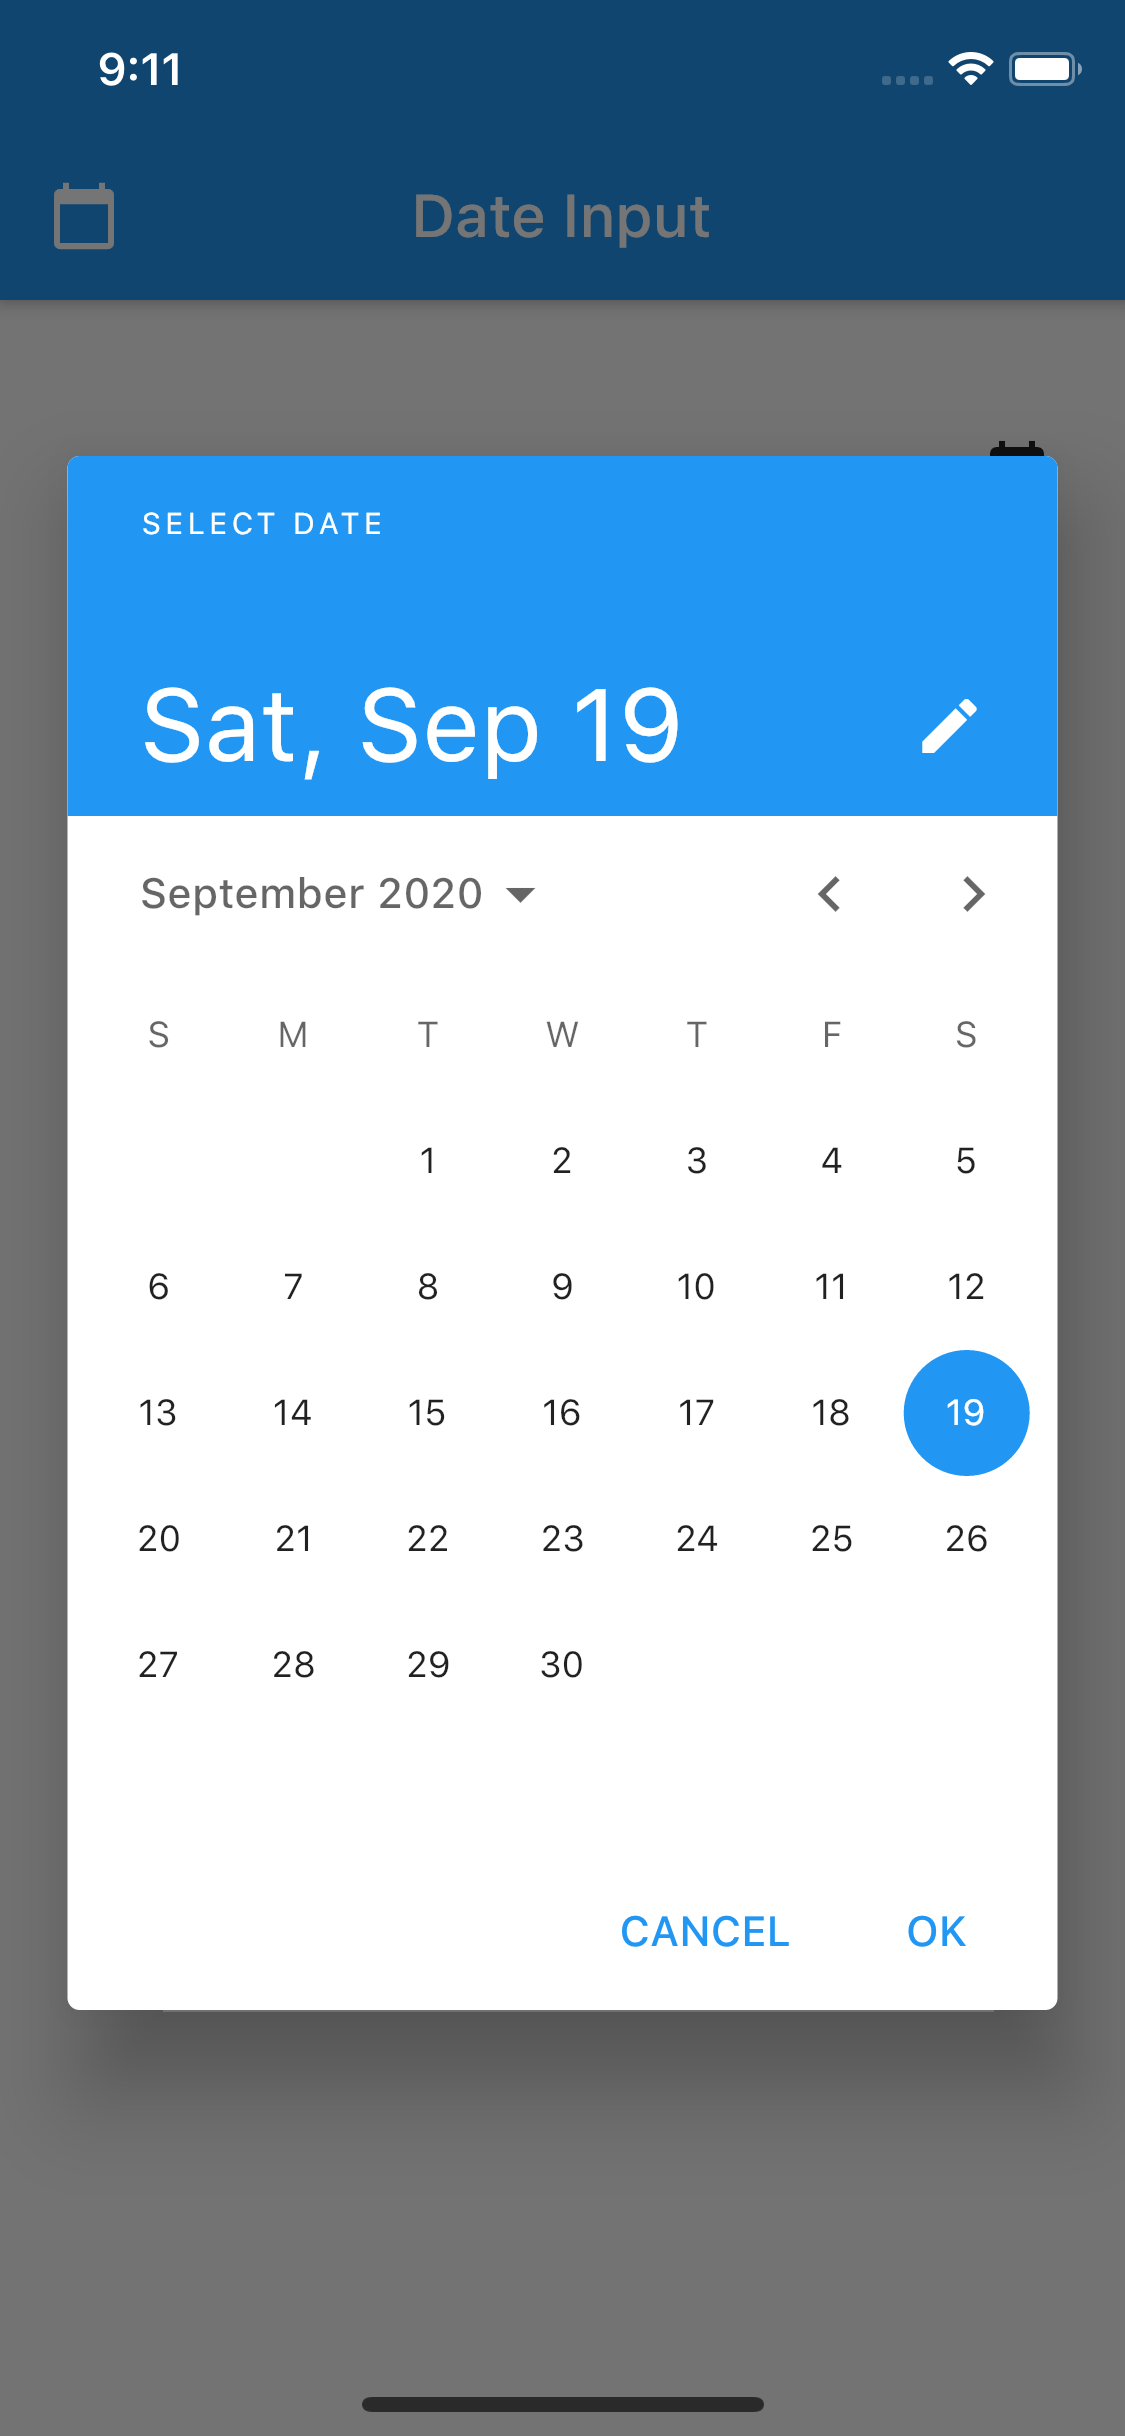 9:11
Date Input
SELECT DATE
Sat, Sep 19
September 2020
S M T W T F S
1 2 3 4 5
6 7 8 9 10 11 12
13 14 15 16 17 18 19
20 21 22 23 24 25 26
27 28 29 30
CANCEL OK